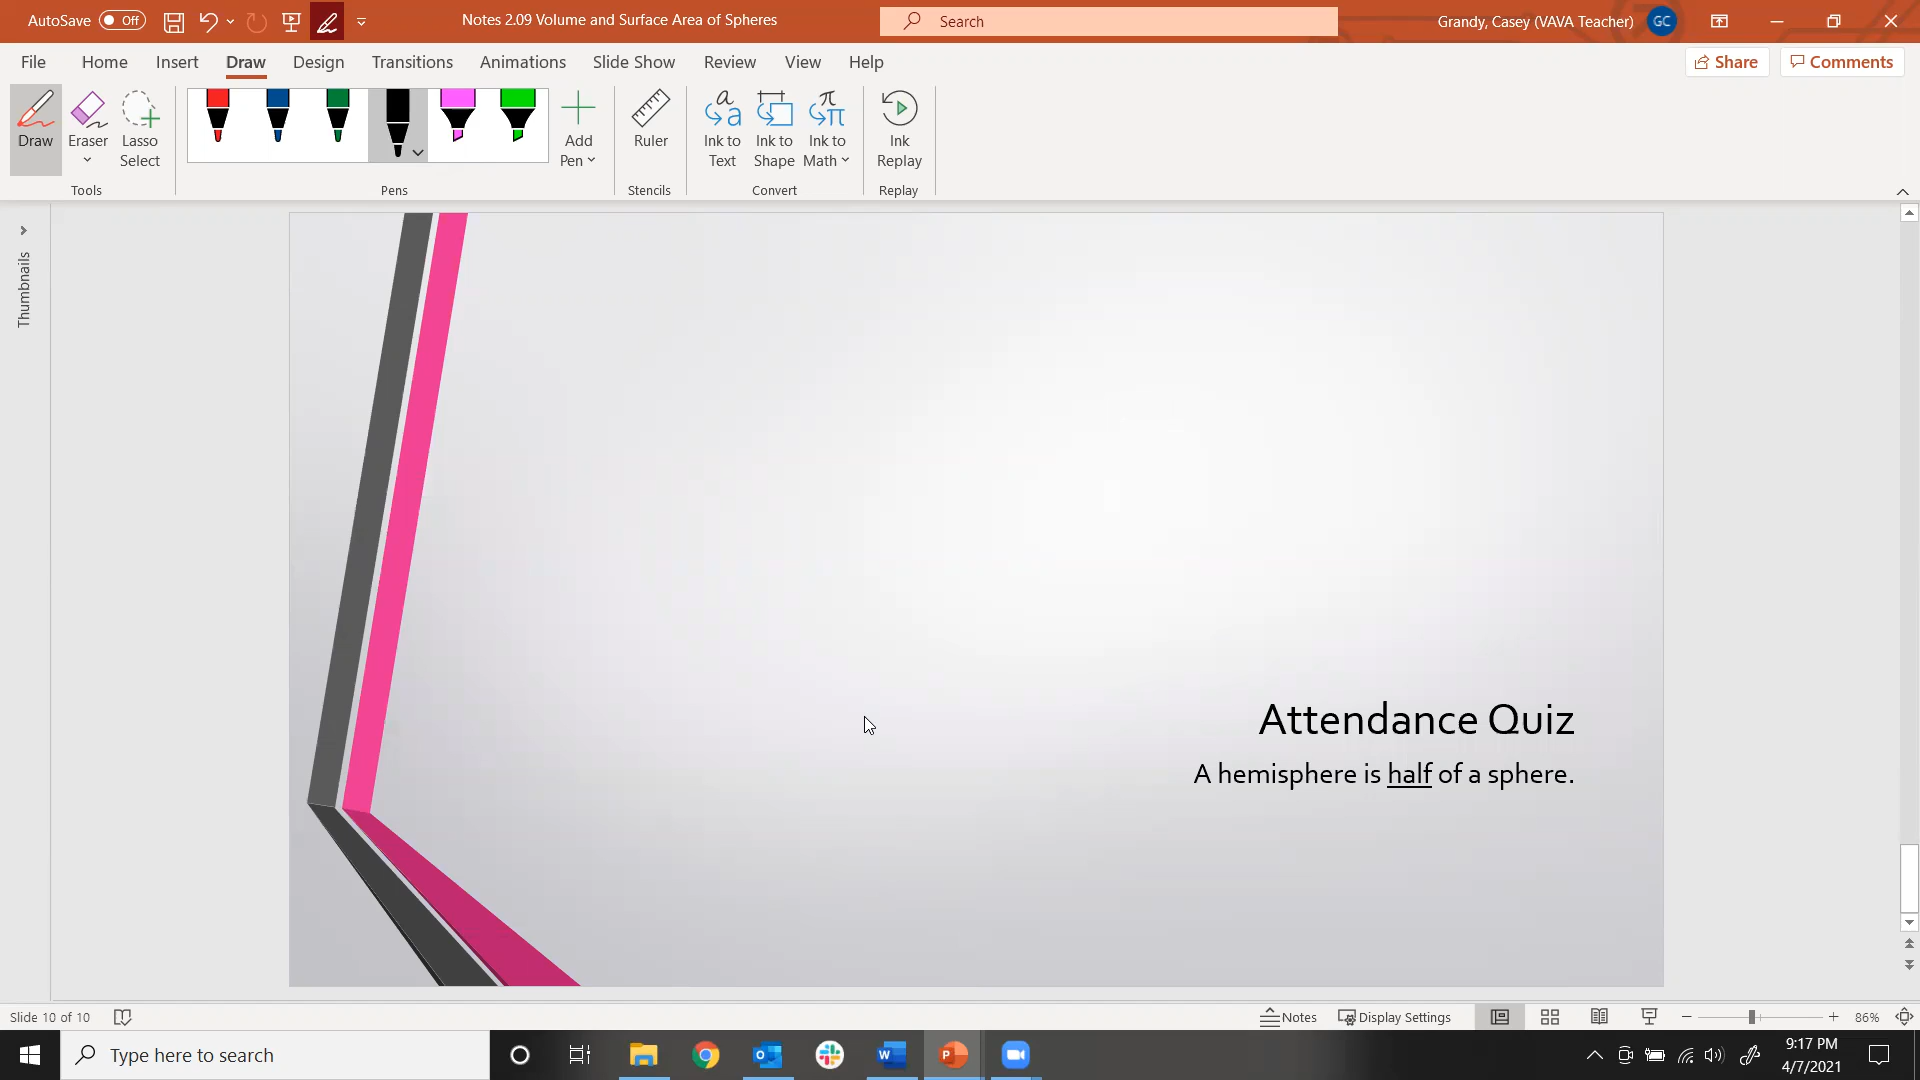 AutoSave Off
Notes 2.09 Volume and Surface Area of Spheres
Search
Grandy, Casey (VAVA Teacher) GC
File Home Insert Draw Design Transitions Animations Slide Show Review View Help
Share Comments
Draw Eraser Lasso Select
Add Pen
Ruler
Ink to Text
Ink to Shape
Ink to Math
Ink Replay
Tools Pens Stencils Convert Replay
Thumbnails
Attendance Quiz
A hemisphere is half of a sphere.
Slide 10 of 10
Notes Display Settings 86%
Type here to search
9:17 PM
4/7/2021